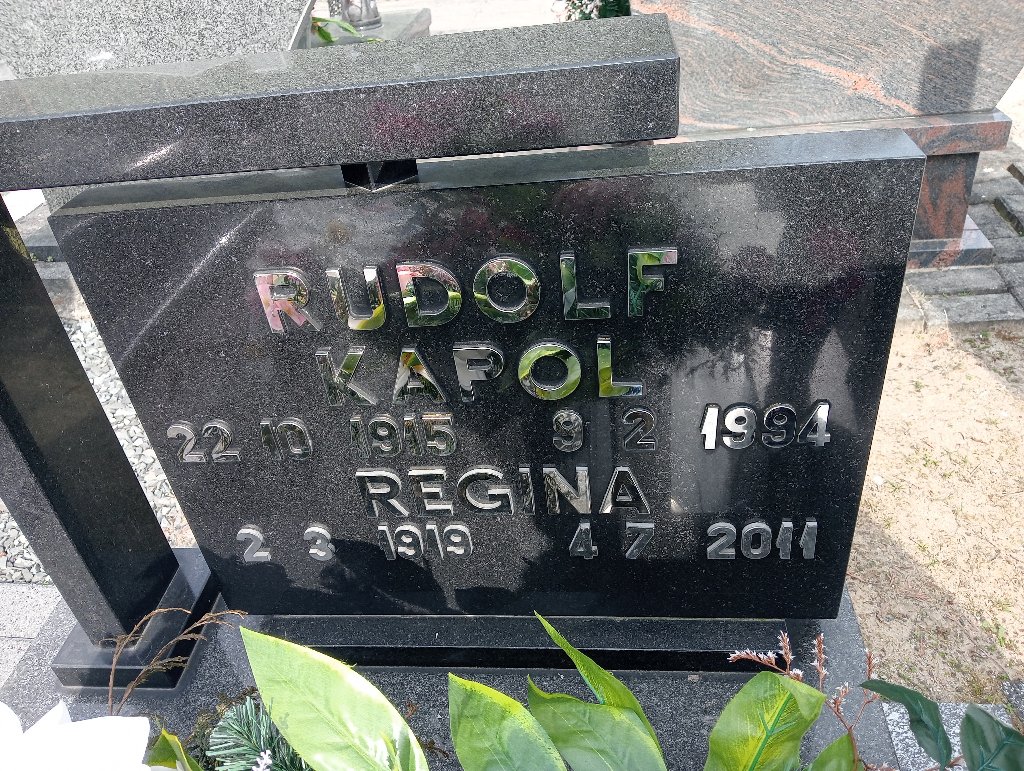 RUDOLF
KAPOL
22 10 1915 9 2 1994
REGINA
2 3 1919 4 7 2011